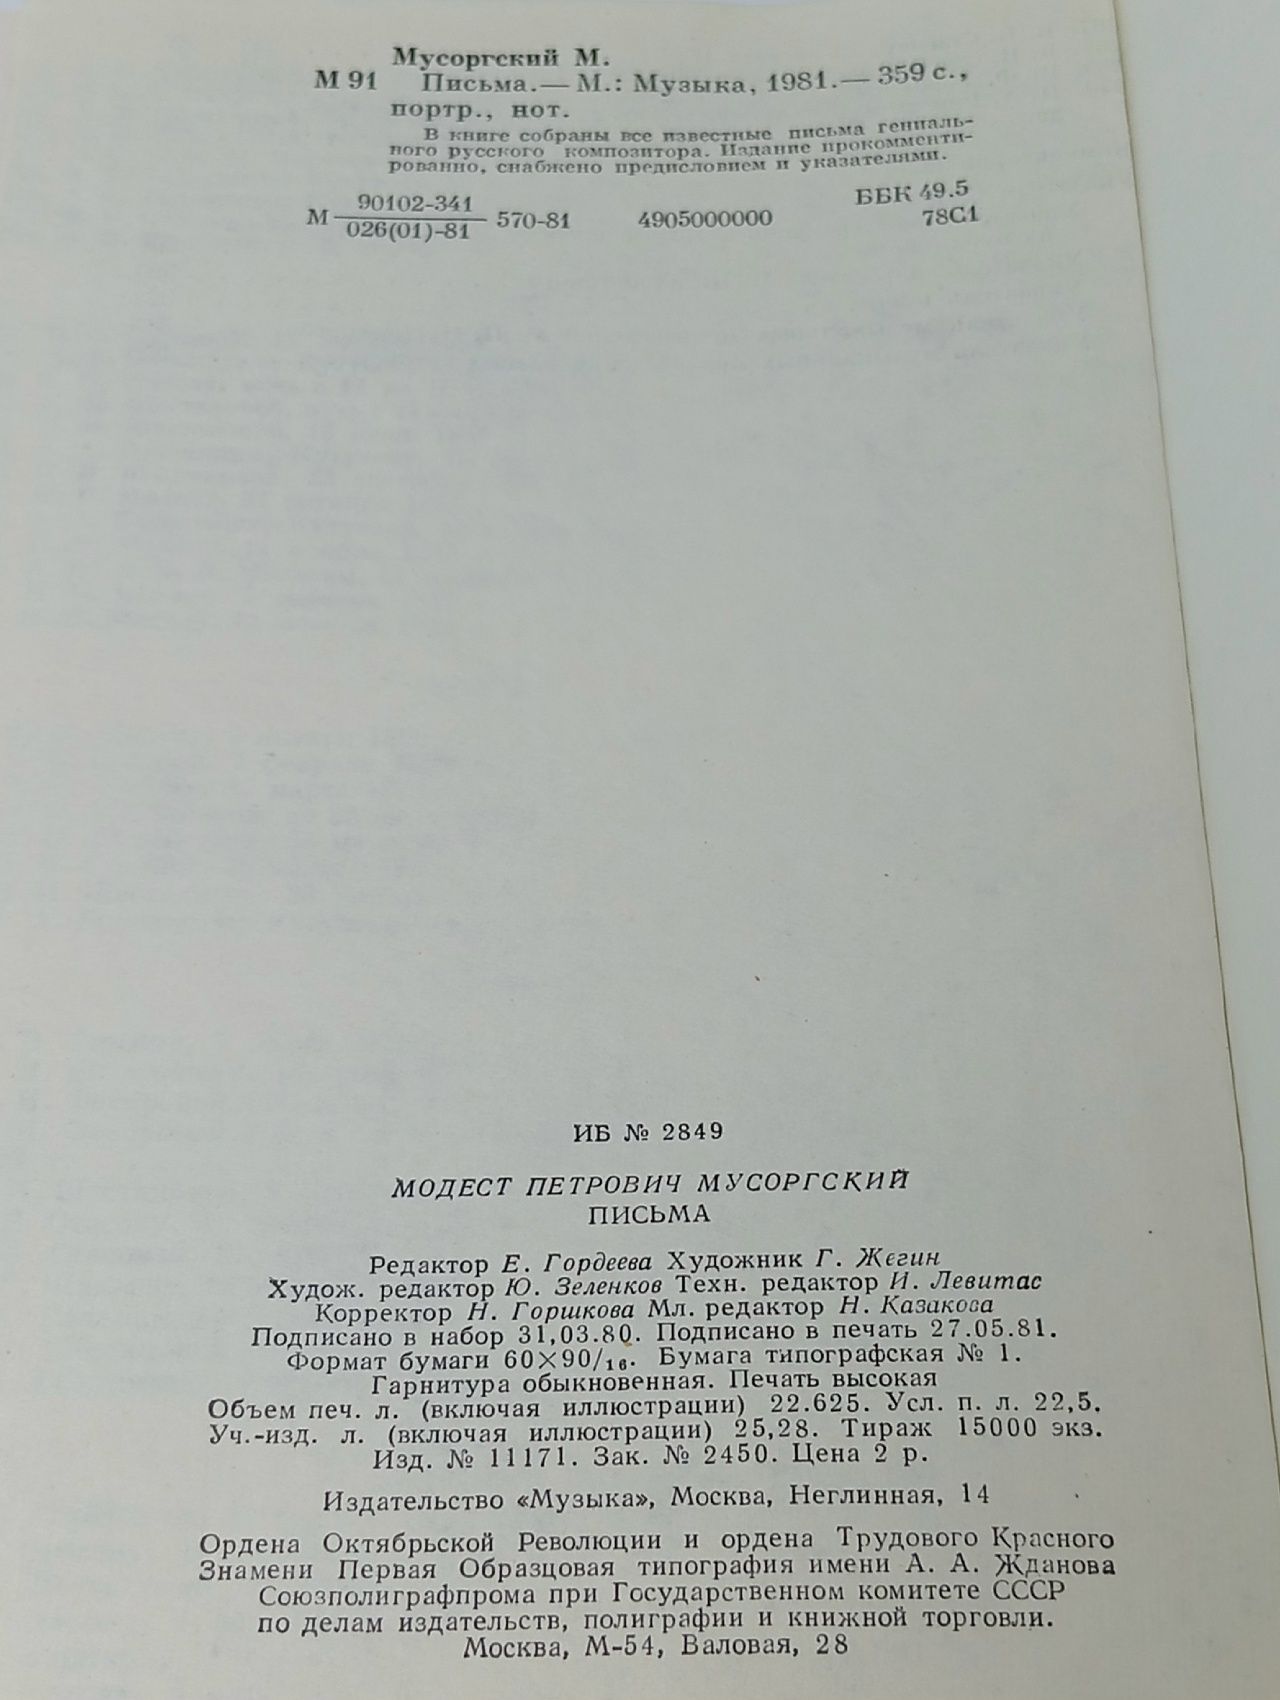 Мусоргский М.
М 91 Письма.— М.: Музыка, 1981.— 359 с.,
портр., нот.
В книге собраны все известные письма гениаль-
ного русского композитора. Издание прокомменти-
рованно, снабжено предисловием и указателями.
М 90102-341 / 026(01)-81 570-81 4905000000 ББК 49.5
78С1
ИБ № 2849
МОДЕСТ ПЕТРОВИЧ МУСОРГСКИЙ
ПИСЬМА
Редактор Е. Гордеева Художник Г. Жегин
Худож. редактор Ю. Зеленков Техн. редактор И. Левитас
Корректор Н. Горшкова Мл. редактор Н. Казакова
Подписано в набор 31,03.80. Подписано в печать 27.05.81.
Формат бумаги 60×90/16. Бумага типографская № 1.
Гарнитура обыкновенная. Печать высокая
Объем печ. л. (включая иллюстрации) 22.625. Усл. п. л. 22,5.
Уч.-изд. л. (включая иллюстрации) 25,28. Тираж 15000 экз.
Изд. № 11171. Зак. № 2450. Цена 2 р.
Издательство «Музыка», Москва, Неглинная, 14
Ордена Октябрьской Революции и ордена Трудового Красного
Знамени Первая Образцовая типография имени А. А. Жданова
Союзполиграфпрома при Государственном комитете СССР
по делам издательств, полиграфии и книжной торговли.
Москва, М-54, Валовая, 28